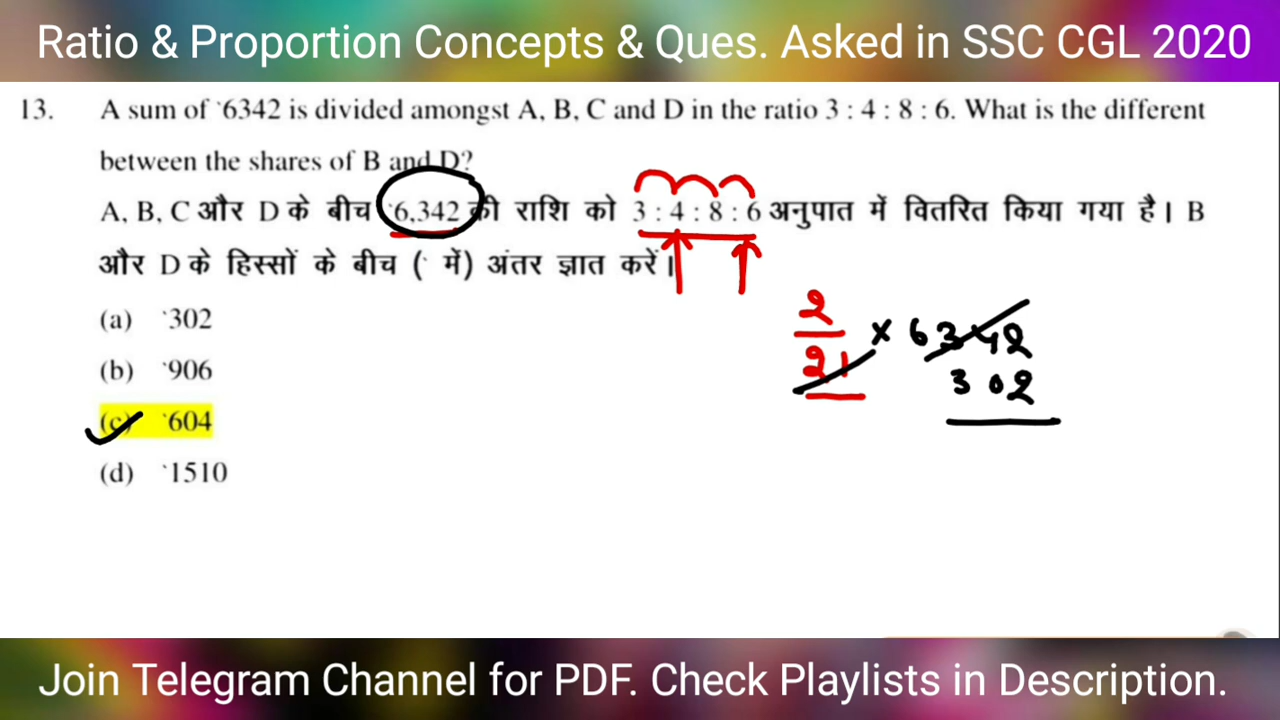 Ratio & Proportion Concepts & Ques. Asked in SSC CGL 2020
13. A sum of `6342 is divided amongst A, B, C and D in the ratio 3 : 4 : 8 : 6. What is the different
between the shares of B and D?
A, B, C और D के बीच `6,342 की राशि को 3 : 4 : 8 : 6 अनुपात में वितरित किया गया है। B
और D के हिस्सों के बीच (` में) अंतर ज्ञात करें।
(a) `302
(b) `906
(c) `604
(d) `1510
2
21 × 6342
302
Join Telegram Channel for PDF. Check Playlists in Description.